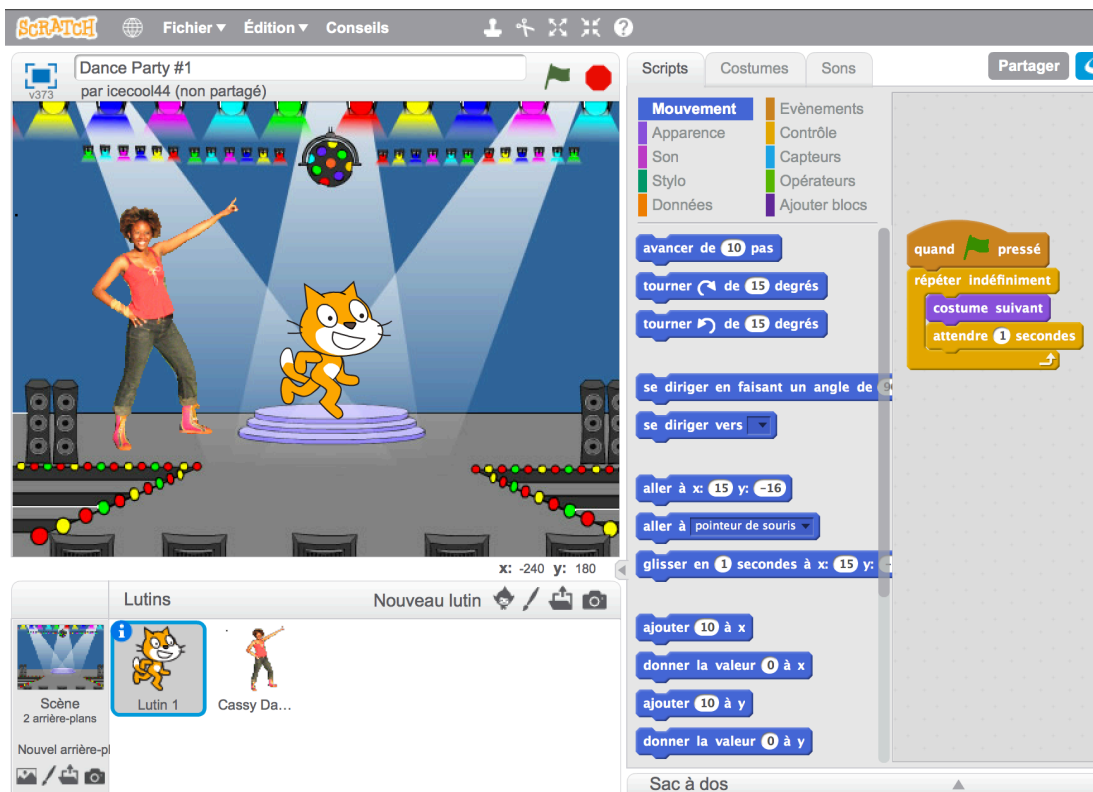 SCRATCH Fichier Édition Conseils
Dance Party #1
par icecool44 (non partagé)
v373
Scripts Costumes Sons
Partager
Mouvement Evènements
Apparence Contrôle
Son Capteurs
Stylo Opérateurs
Données Ajouter blocs
avancer de 10 pas
tourner de 15 degrés
tourner de 15 degrés
se diriger en faisant un angle de
se diriger vers
aller à x: 15 y: -16
aller à pointeur de souris
glisser en 1 secondes à x: 15 y:
ajouter 10 à x
donner la valeur 0 à x
ajouter 10 à y
donner la valeur 0 à y
quand pressé
répéter indéfiniment
costume suivant
attendre 1 secondes
x: -240 y: 180
Lutins Nouveau lutin
Scène
2 arrière-plans
Nouvel arrière-pl
Lutin 1
Cassy Da...
Sac à dos